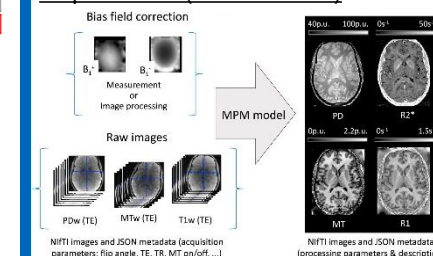 Bias field correction
B1+
B1-
Measurement
or
Image processing
Raw images
PDw (TE)
MTw (TE)
T1w (TE)
NIfTI images and JSON metadata (acquisition
parameters: flip angle, TE, TR, MT on/off, ...)
MPM model
40p.u. 100p.u.
0s-1 50s
PD
R2*
0p.u. 2.2p.u.
0s-1 1.5s
MT
R1
NIfTI images and JSON metadata
(processing parameters & descripti